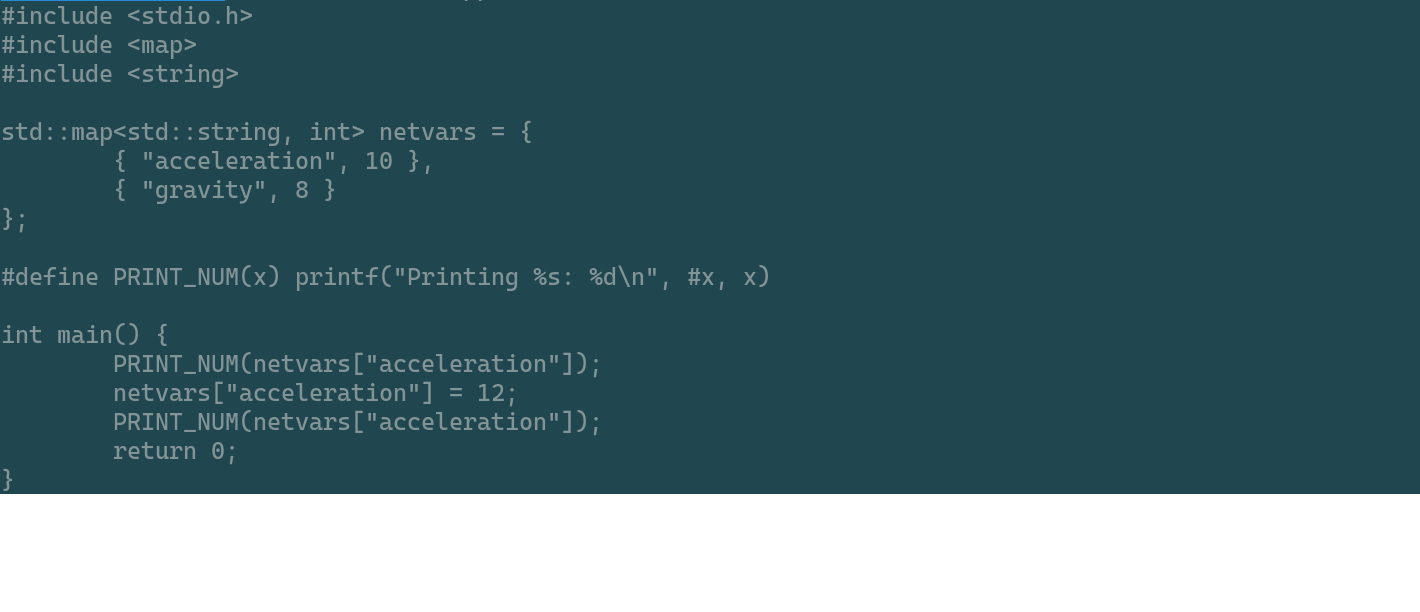 #include <stdio.h>
#include <map>
#include <string>

std::map<std::string, int> netvars = {
        { "acceleration", 10 },
        { "gravity", 8 }
};

#define PRINT_NUM(x) printf("Printing %s: %d\n", #x, x)

int main() {
        PRINT_NUM(netvars["acceleration"]);
        netvars["acceleration"] = 12;
        PRINT_NUM(netvars["acceleration"]);
        return 0;
}